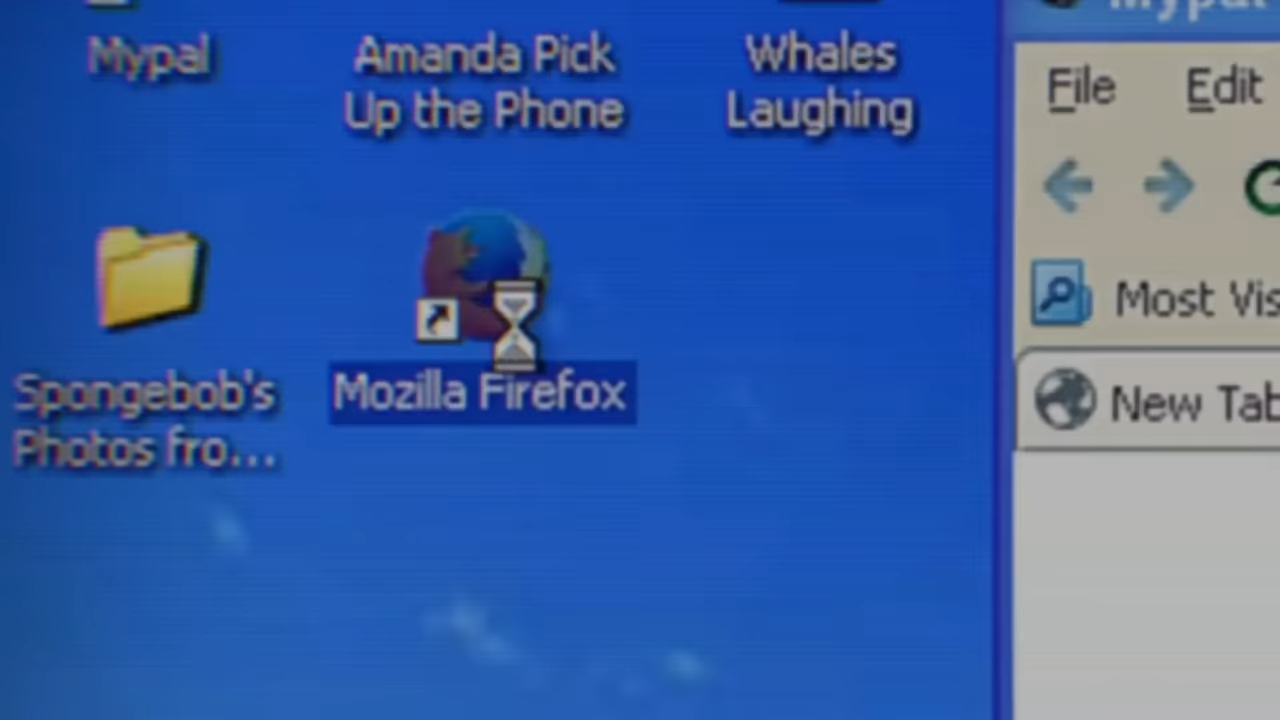 Mypal
Amanda Pick
Up the Phone
Whales
Laughing
Spongebob's
Photos fro...
Mozilla Firefox
Mypal
File Edit
Most Vis
New Tab